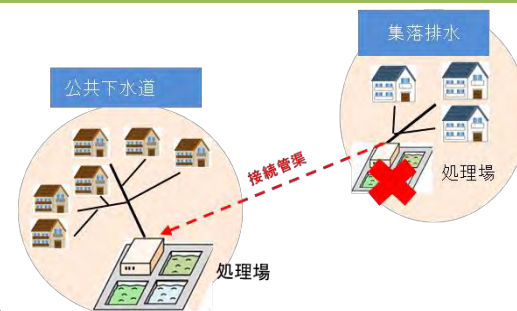 集落排水
公共下水道
接続管渠
処理場
処理場